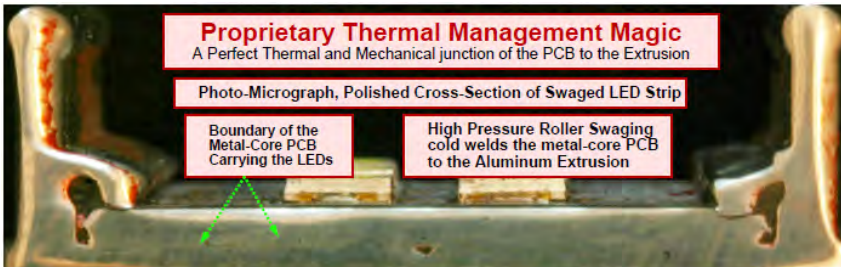 Proprietary Thermal Management Magic
A Perfect Thermal and Mechanical junction of the PCB to the Extrusion
Photo-Micrograph, Polished Cross-Section of Swaged LED Strip
Boundary of the
Metal-Core PCB
Carrying the LEDs
High Pressure Roller Swaging
cold welds the metal-core PCB
to the Aluminum Extrusion